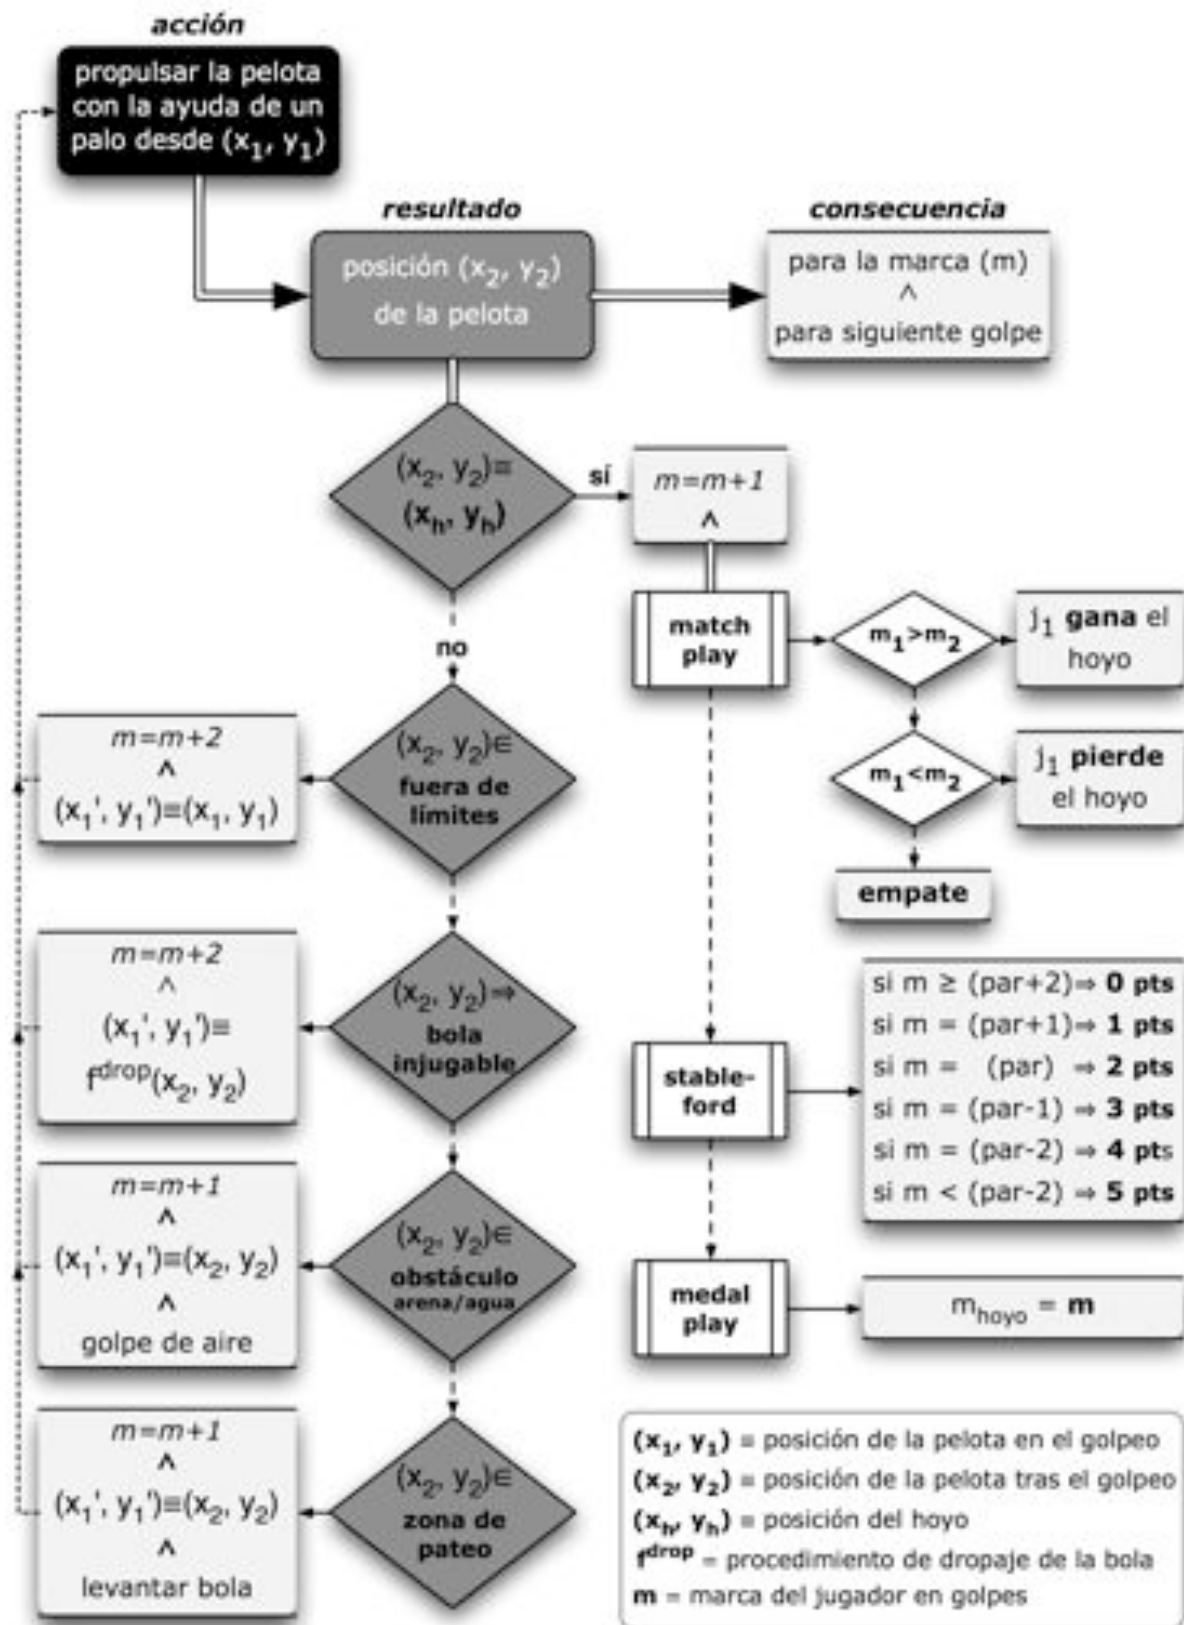 acción
propulsar la pelota
con la ayuda de un
palo desde (x₁, y₁)
resultado
posición (x₂, y₂)
de la pelota
consecuencia
para la marca (m)
∧
para siguiente golpe
(x₂, y₂)≡
(xₕ, yₕ)
sí
m=m+1
∧
no
match
play
m₁>m₂
j₁ gana el
hoyo
m₁<m₂
j₁ pierde
el hoyo
empate
(x₂, y₂)∈
fuera de
límites
m=m+2
∧
(x₁', y₁')≡(x₁, y₁)
(x₂, y₂)⇒
bola
injugable
m=m+2
∧
(x₁', y₁')≡
fᵈʳᵒᵖ(x₂, y₂)
(x₂, y₂)∈
obstáculo
arena/agua
m=m+1
∧
(x₁', y₁')≡(x₂, y₂)
∧
golpe de aire
(x₂, y₂)∈
zona de
pateo
m=m+1
∧
(x₁', y₁')≡(x₂, y₂)
∧
levantar bola
stable-
ford
si m ≥ (par+2)⇒ 0 pts
si m = (par+1)⇒ 1 pts
si m = (par) ⇒ 2 pts
si m = (par-1) ⇒ 3 pts
si m = (par-2) ⇒ 4 pts
si m < (par-2) ⇒ 5 pts
medal
play
m_hoyo = m
(x₁, y₁) ≡ posición de la pelota en el golpeo
(x₂, y₂) ≡ posición de la pelota tras el golpeo
(xₕ, yₕ) ≡ posición del hoyo
fᵈʳᵒᵖ = procedimiento de dropaje de la bola
m = marca del jugador en golpes